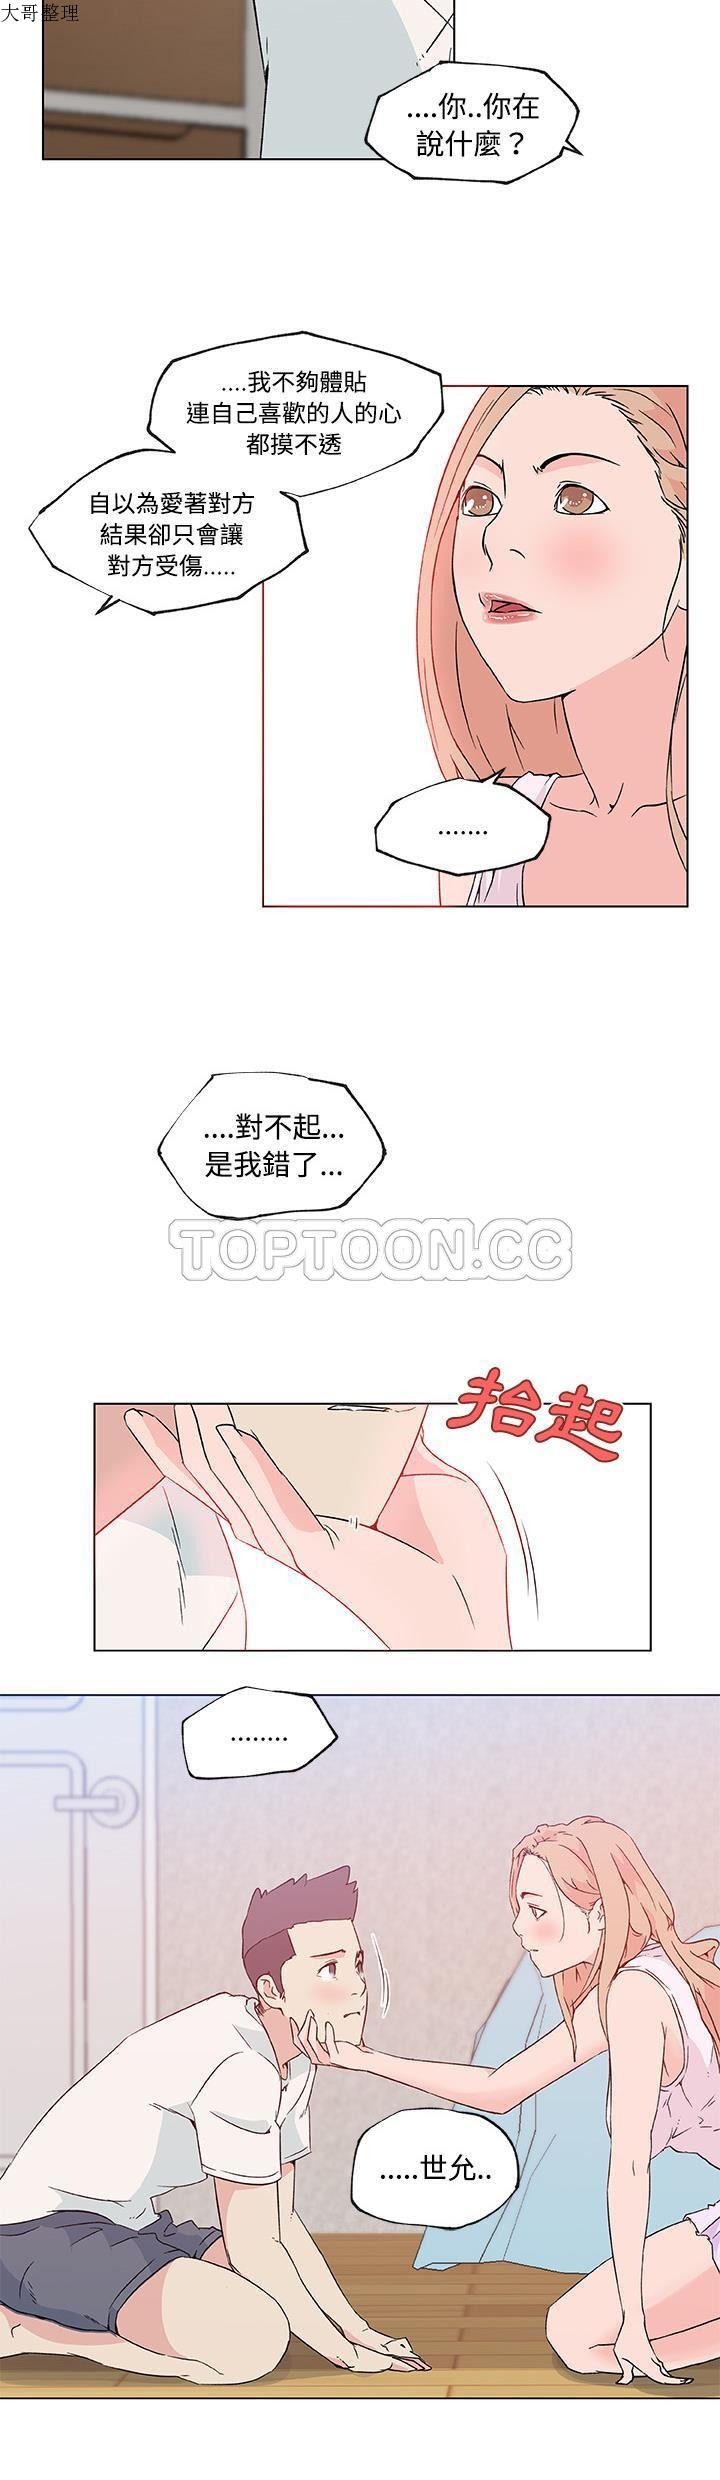 大哥整理
....你..你在
說什麼？
....我不夠體貼
連自己喜歡的人的心
都摸不透
自以為愛著對方
結果卻只會讓
對方受傷.....
.......
....對不起...
是我錯了...
TOPTOON.CC
抬起
........
.....世允..